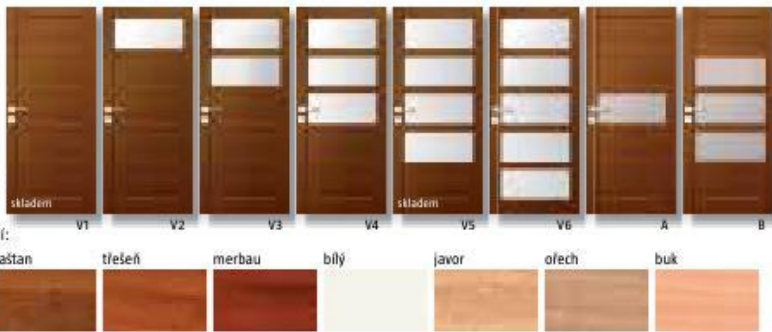 skladem skladem
V1 V2 V3 V4 V5 V6 A B
í:
aštan třešeň merbau bílý javor ořech buk